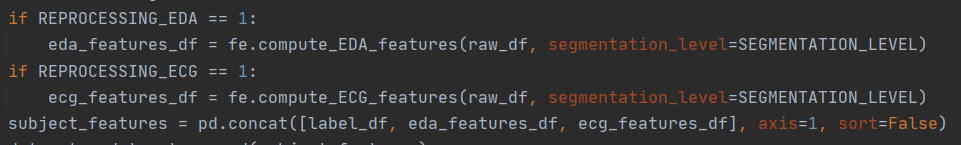 if REPROCESSING_EDA == 1:
    eda_features_df = fe.compute_EDA_features(raw_df, segmentation_level=SEGMENTATION_LEVEL)
if REPROCESSING_ECG == 1:
    ecg_features_df = fe.compute_ECG_features(raw_df, segmentation_level=SEGMENTATION_LEVEL)
subject_features = pd.concat([label_df, eda_features_df, ecg_features_df], axis=1, sort=False)